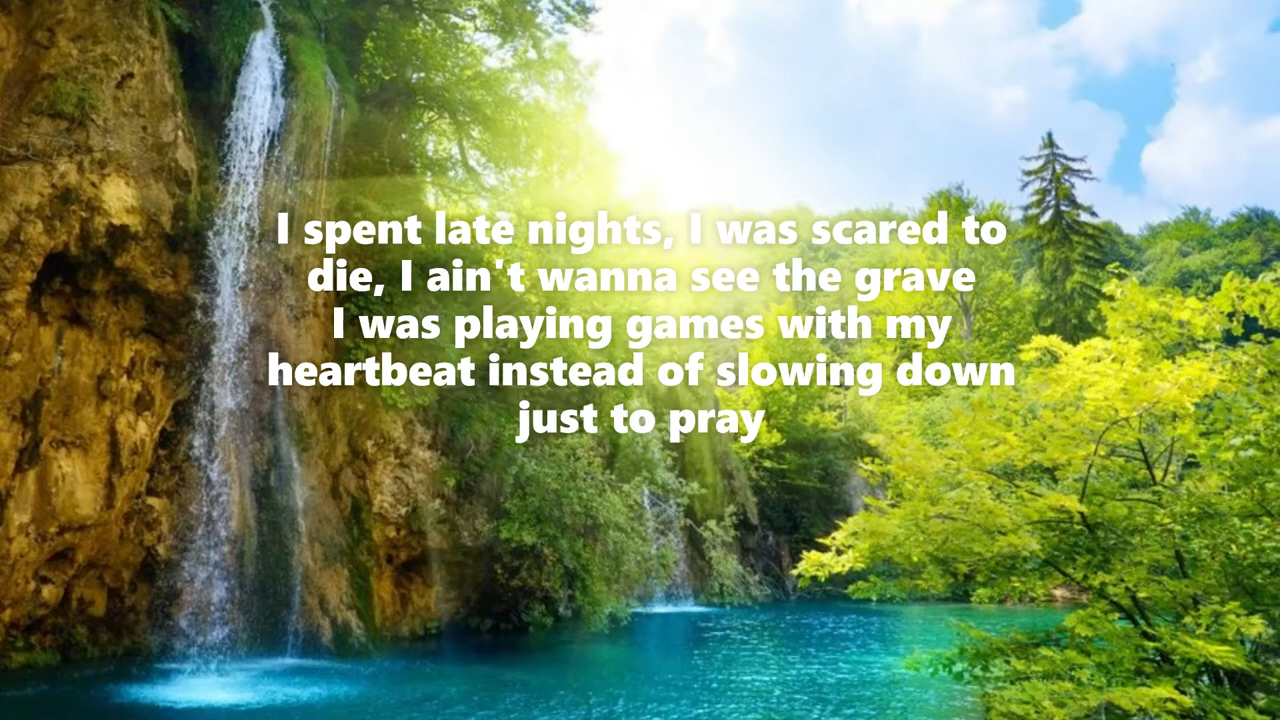 I spent late nights, I was scared to
die, I ain't wanna see the grave
I was playing games with my
heartbeat instead of slowing down
just to pray